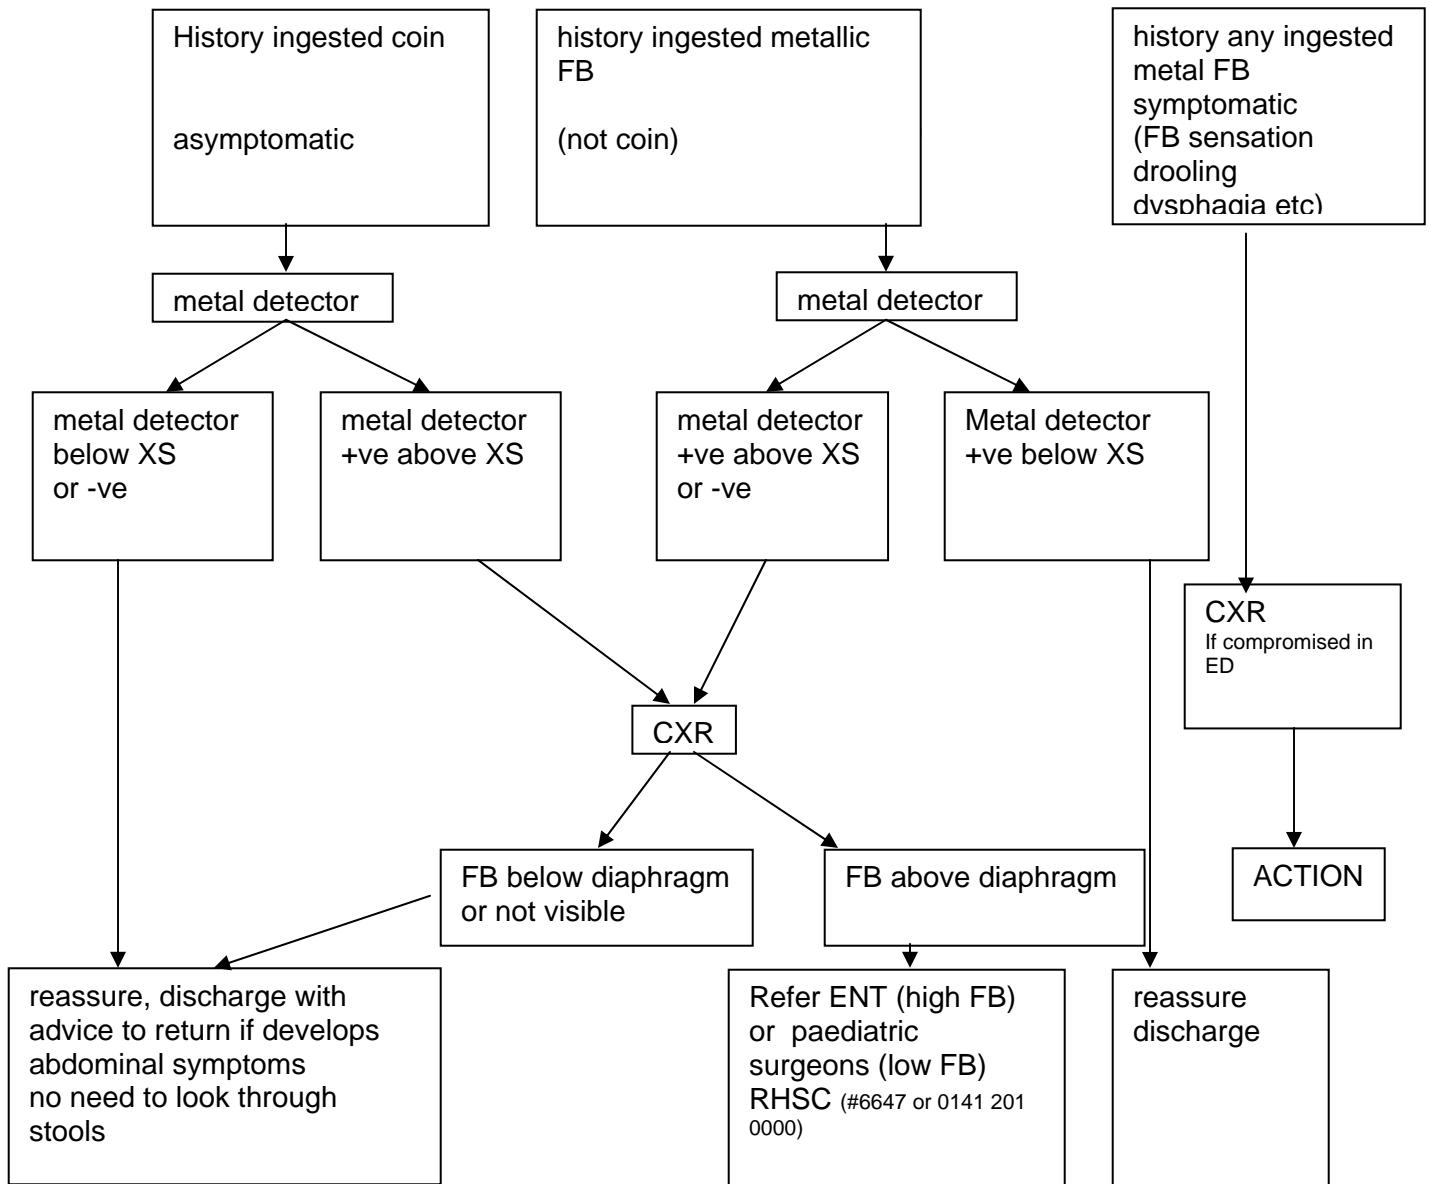 History ingested coin
asymptomatic
history ingested metallic
FB
(not coin)
history any ingested
metal FB
symptomatic
(FB sensation
drooling
dysphagia etc)
metal detector
metal detector
metal detector
below XS
or -ve
metal detector
+ve above XS
metal detector
+ve above XS
or -ve
Metal detector
+ve below XS
CXR
If compromised in
ED
CXR
FB below diaphragm
or not visible
FB above diaphragm
ACTION
reassure, discharge with
advice to return if develops
abdominal symptoms
no need to look through
stools
Refer ENT (high FB)
or paediatric
surgeons (low FB)
RHSC (#6647 or 0141 201
0000)
reassure
discharge